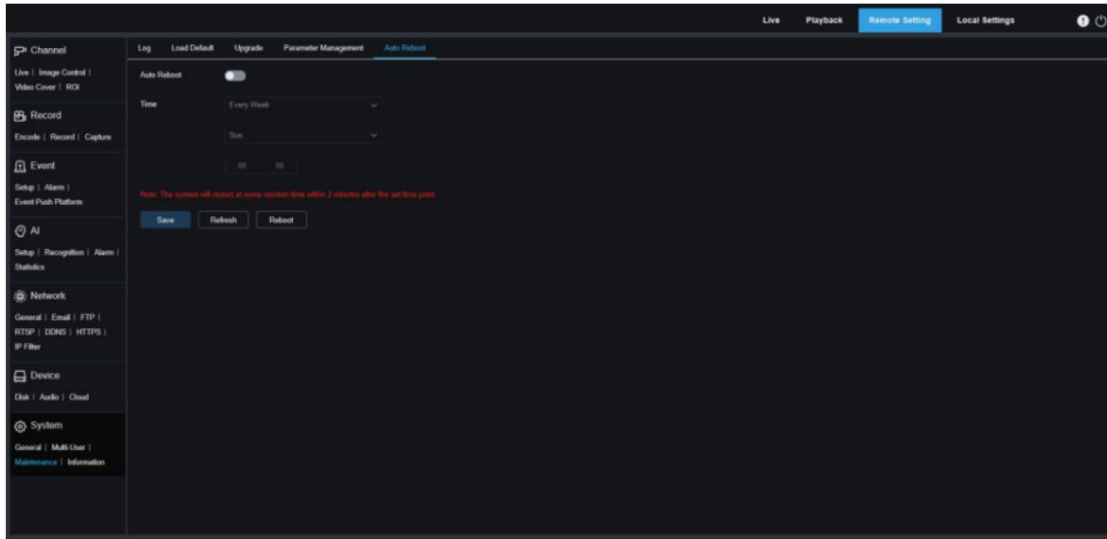 Live Playback Remote Setting Local Settings
Channel
Live | Image Control |
Video Cover | ROI
Record
Encode | Record | Capture
Event
Setup | Alarm |
Event Push Platform
AI
Setup | Recognition | Alarm |
Statistics
Network
General | Email | FTP |
RTSP | DDNS | HTTPS |
IP Filter
Device
Disk | Audio | Cloud
System
General | Multi-User |
Maintenance | Information
Log Load Default Upgrade Parameter Management Auto Reboot
Auto Reboot
Time Every Week
Sun.
Note: The system will restart at some random time within 2 minutes after the set time point
Save Refresh Reboot